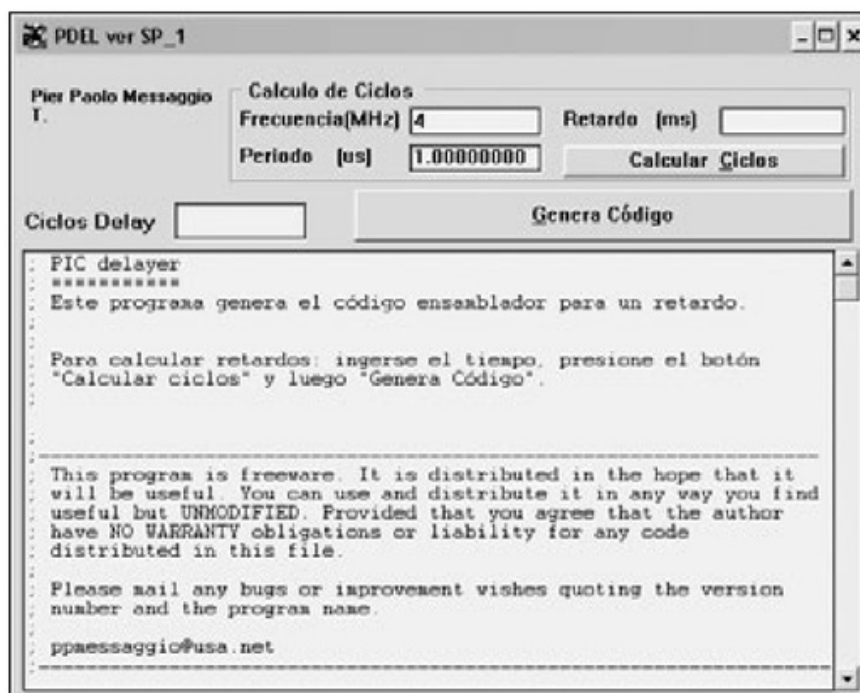 PDEL ver SP_1
Pier Paolo Messaggio
T.
Calculo de Ciclos
Frecuencia(MHz) 4
Retardo (ms)
Periodo (us) 1.00000000
Calcular Ciclos
Ciclos Delay
Genera Código
; PIC delayer
; ===========
; Este programa genera el código ensamblador para un retardo.
;
;
; Para calcular retardos: ingerse el tiempo, presione el botón
; "Calcular ciclos" y luego "Genera Código".
;
;
;
;------------------------------------------------------------
; This program is freeware. It is distributed in the hope that it
; will be useful. You can use and distribute it in any way you find
; useful but UNMODIFIED. Provided that you agree that the author
; have NO WARRANTY obligations or liability for any code
; distributed in this file.
;
; Please mail any bugs or improvement wishes quoting the version
; number and the program name.
;
; ppmessaggio@usa.net
;------------------------------------------------------------